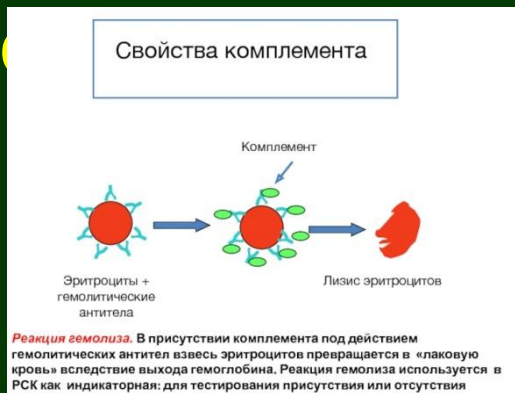 Свойства комплемента
Комплемент
Эритроциты +
гемолитические
антитела
Лизис эритроцитов
Реакция гемолиза. В присутствии комплемента под действием
гемолитических антител взвесь эритроцитов превращается в «лаковую
кровь» вследствие выхода гемоглобина. Реакция гемолиза используется в
РСК как индикаторная: для тестирования присутствия или отсутствия